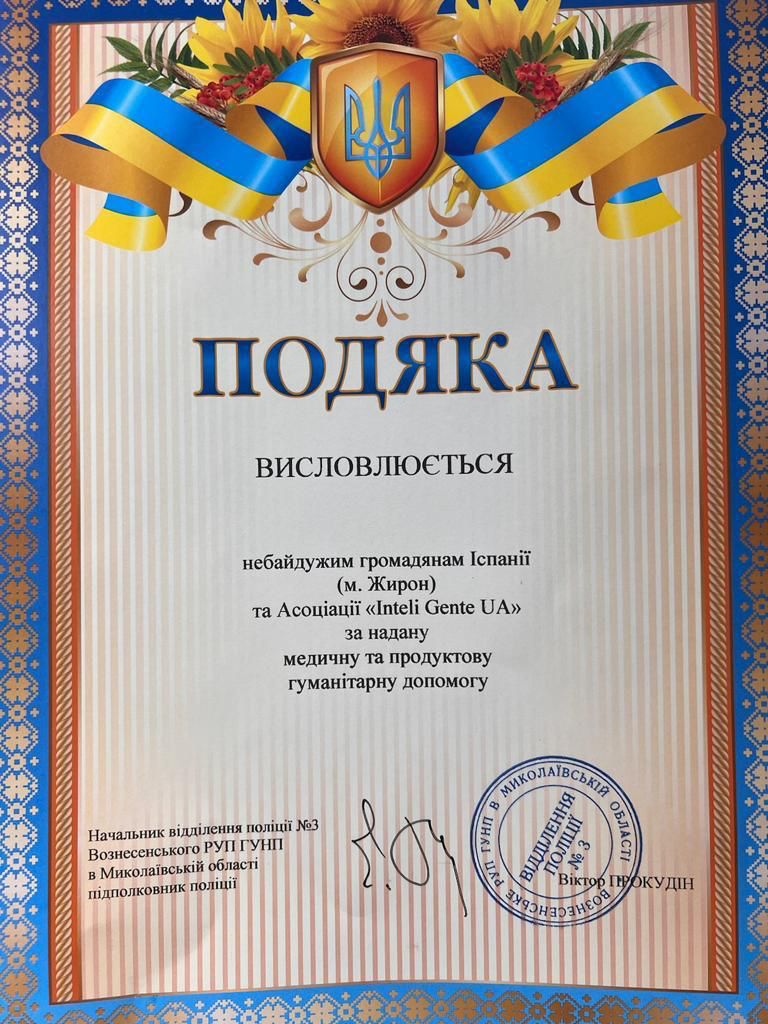 ПОДЯКА
ВИСЛОВЛЮЄТЬСЯ
небайдужим громадянам Іспанії
(м. Жирон)
та Асоціації «Inteli Gente UA»
за надану
медичну та продуктову
гуманітарну допомогу
Начальник відділення поліції №3
Вознесенського РУП ГУНП
в Миколаївській області
підполковник поліції
ВОЗНЕСЕНСЬКЕ РУП ГУНП В МИКОЛАЇВСЬКІЙ ОБЛАСТІ
ВІДДІЛЕННЯ
ПОЛІЦІЇ
№ 3
Віктор ПРОКУДІН